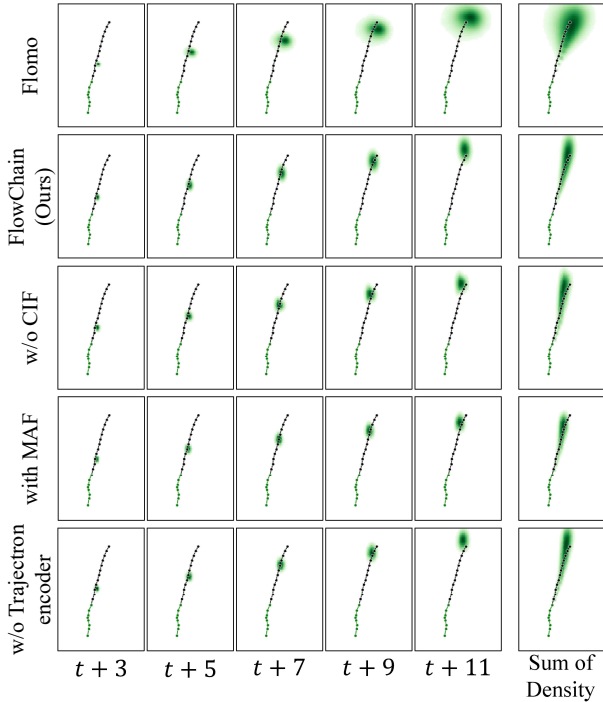 Flomo
FlowChain
(Ours)
w/o CIF
with MAF
w/o Trajectron
encoder
t + 3
t + 5
t + 7
t + 9
t + 11
Sum of
Density